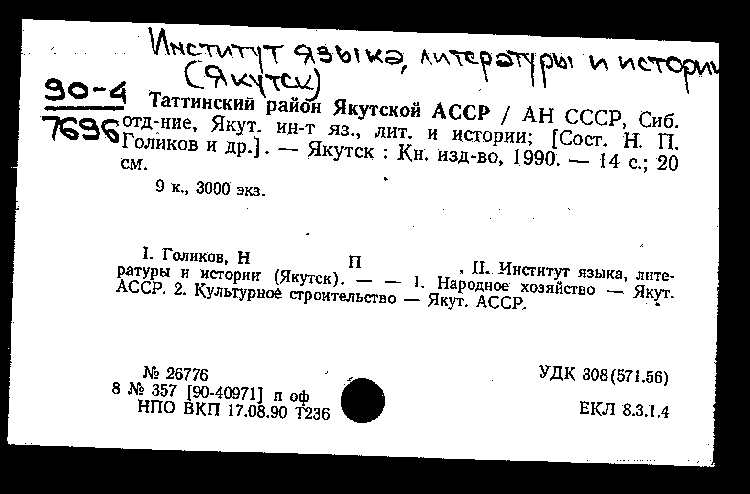 Институт языка, литературы и истории
(Якутск)
90-4
7696
Таттинский район Якутской АССР / АН СССР, Сиб.
отд-ние, Якут. ин-т яз., лит. и истории; [Сост. Н. П.
Голиков и др.]. — Якутск : Кн. изд-во, 1990. — 14 с.; 20
см.
9 к., 3000 экз.
I. Голиков, Н П , II. Институт языка, лите-
ратуры и истории (Якутск). — — 1. Народное хозяйство — Якут.
АССР. 2. Культурное строительство — Якут. АССР.
№ 26776
УДК 308(571.56)
8 № 357 [90-40971] п оф
НПО ВКП 17.08.90 Т236
ЕКЛ 8.3.1.4